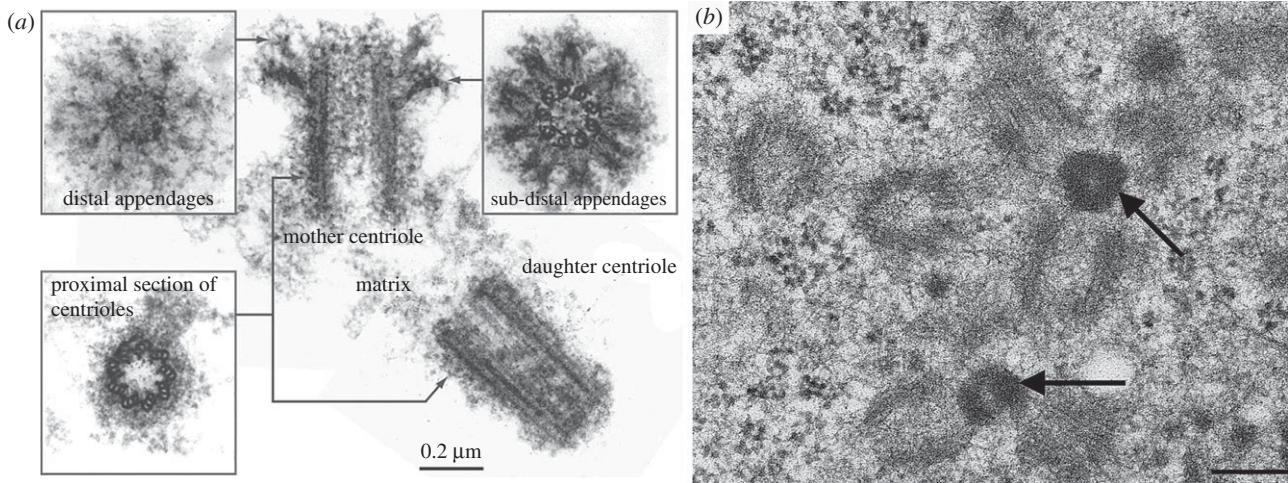 (a)
distal appendages
sub-distal appendages
mother centriole
daughter centriole
matrix
proximal section of
centrioles
0.2 µm
(b)